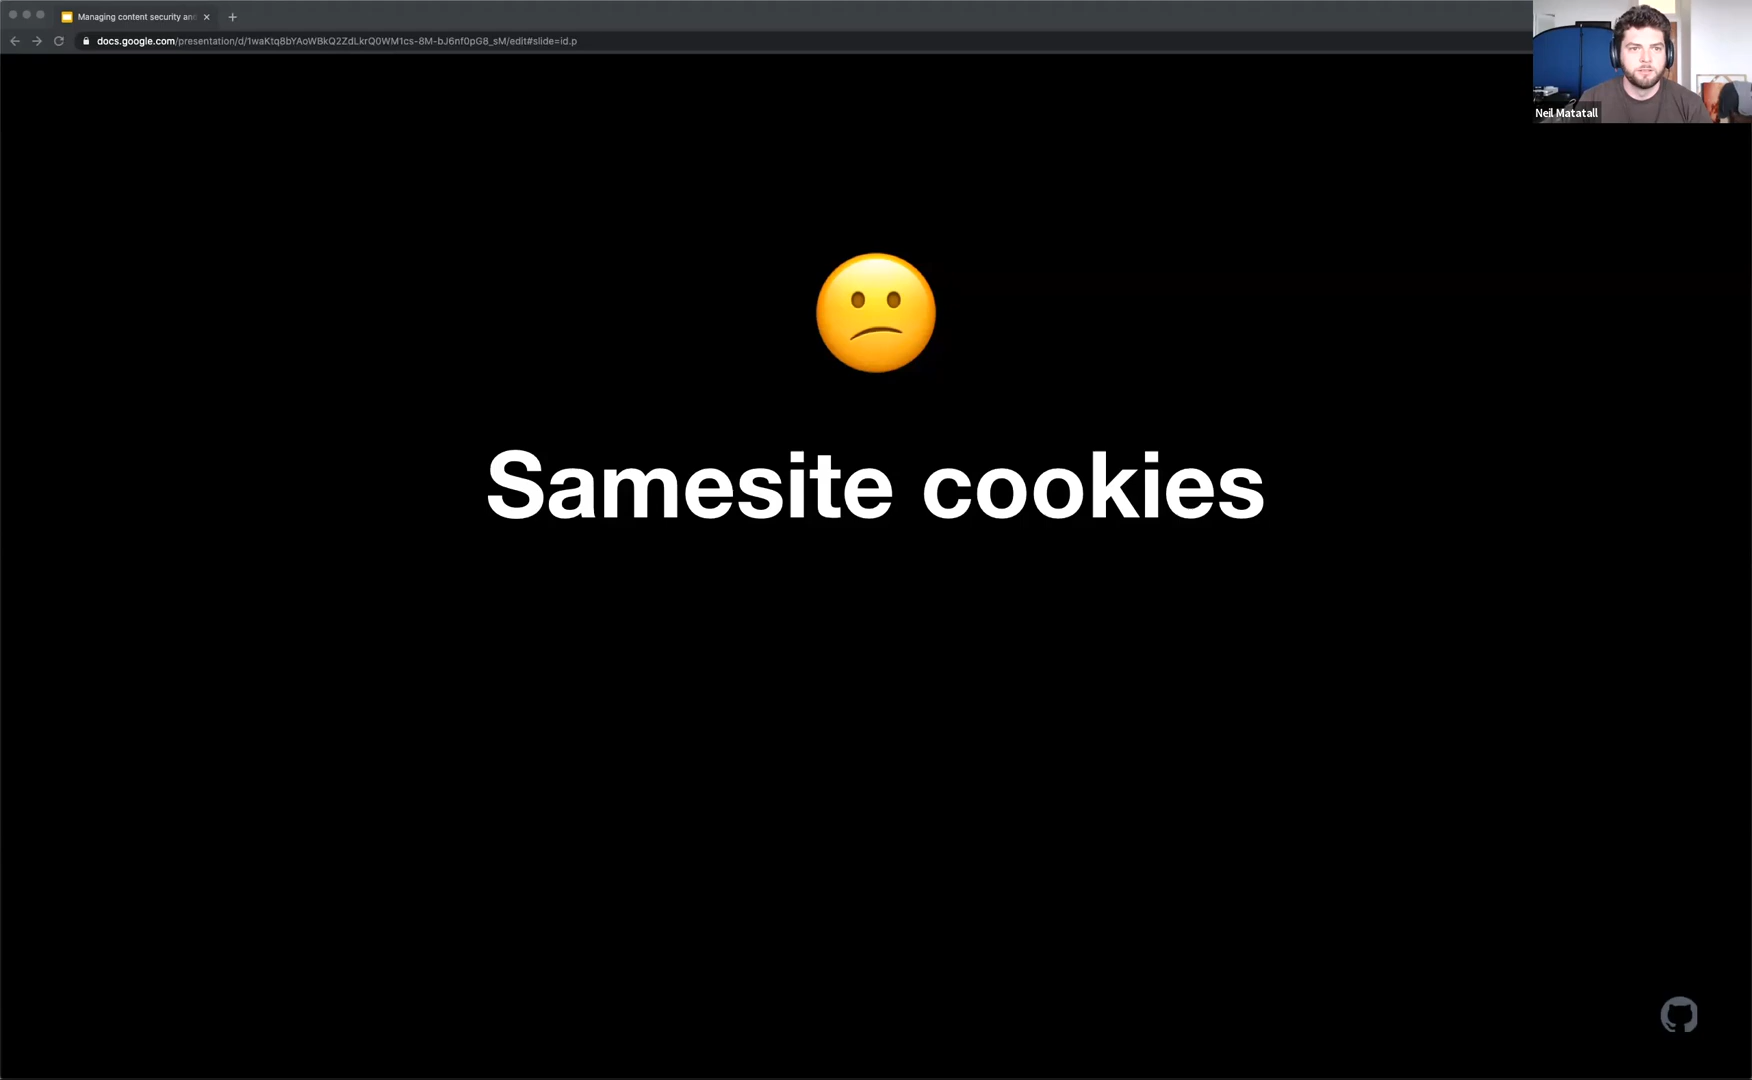 Managing content security an
docs.google.com/presentation/d/1waKtq8bYAoWBkQ2ZdLkrQ0WM1cs-8M-bJ6nf0pG8_sM/edit#slide=id.p
Neil Matatall
Samesite cookies